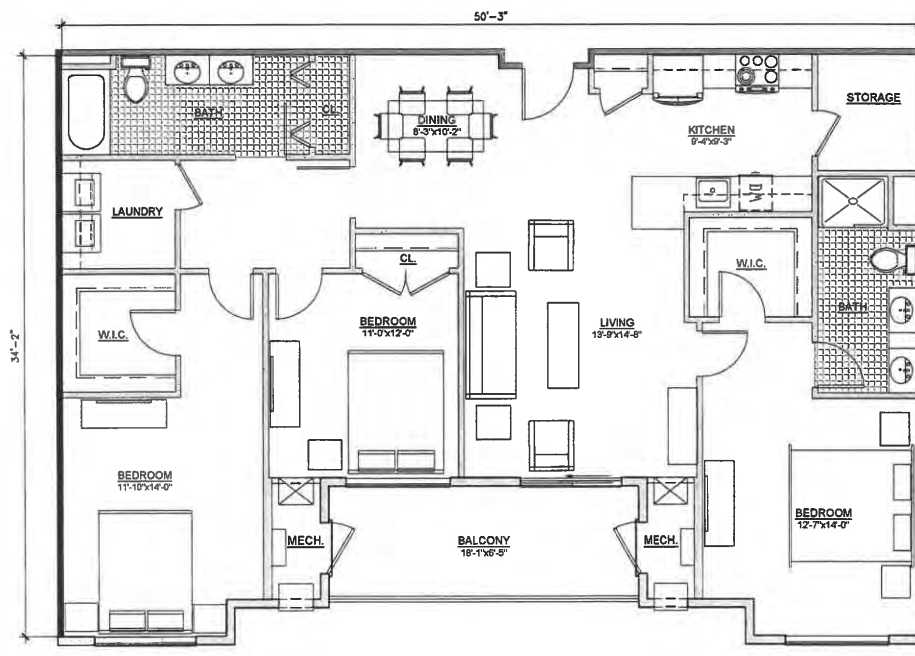 50'-3"
STORAGE
BATH
CL.
DINING
8'-3"x10'-2"
KITCHEN
9'-4"x9'-3"
DW
LAUNDRY
CL.
W.I.C.
BATH
34'-2"
W.I.C.
BEDROOM
11'-0"x12'-0"
LIVING
13'-9"x14'-8"
BEDROOM
11'-10"x14'-0"
BEDROOM
12'-7"x14'-0"
MECH.
BALCONY
18'-1"x6'-5"
MECH.